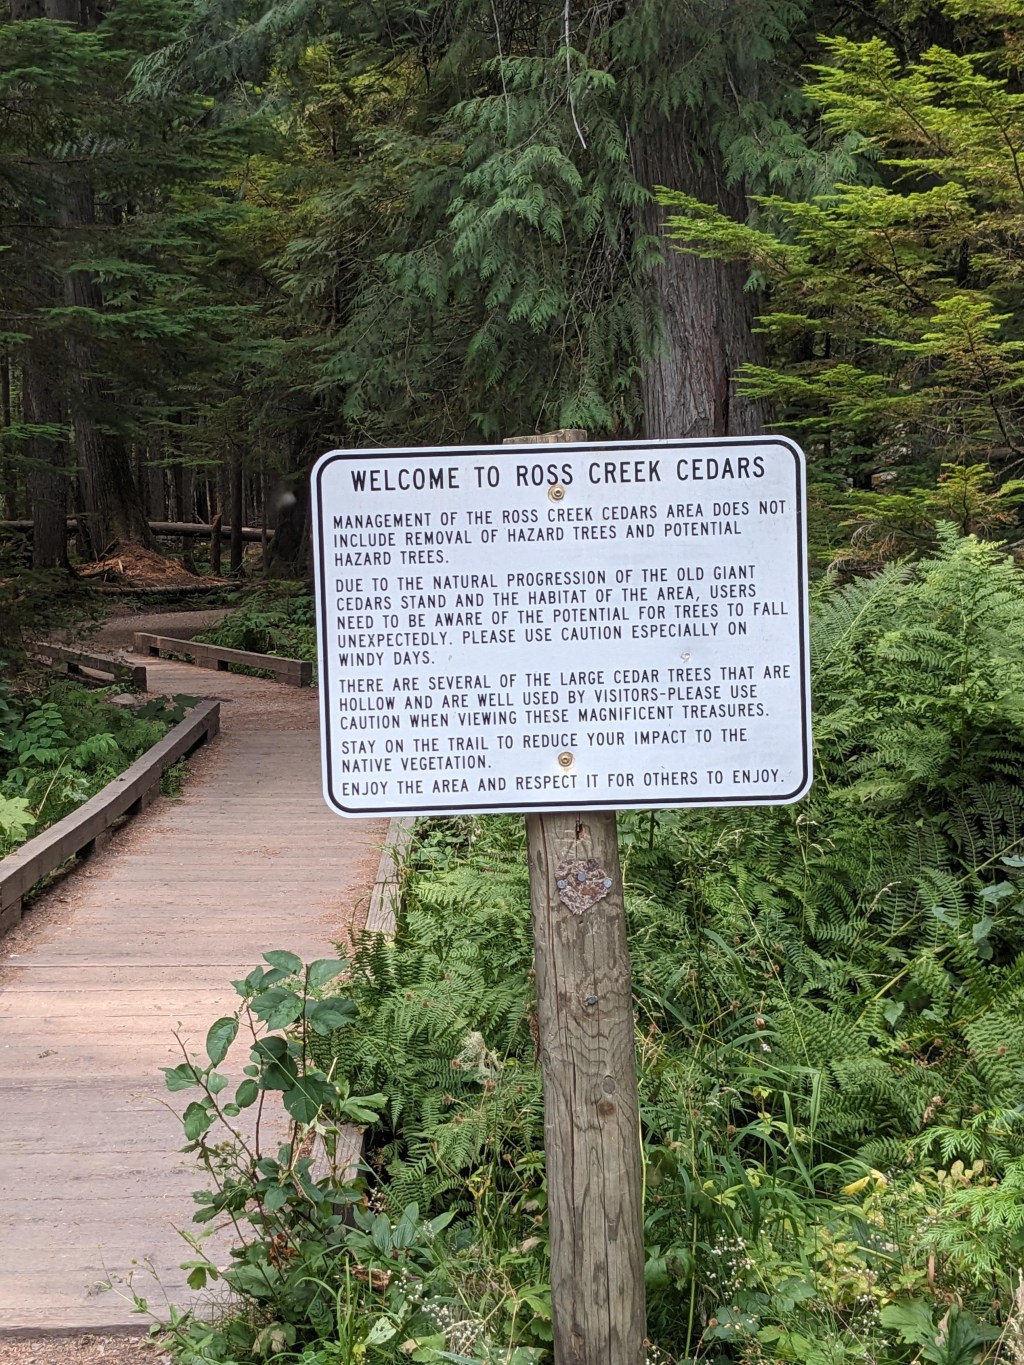 WELCOME TO ROSS CREEK CEDARS
MANAGEMENT OF THE ROSS CREEK CEDARS AREA DOES NOT
INCLUDE REMOVAL OF HAZARD TREES AND POTENTIAL
HAZARD TREES.
DUE TO THE NATURAL PROGRESSION OF THE OLD GIANT
CEDARS STAND AND THE HABITAT OF THE AREA, USERS
NEED TO BE AWARE OF THE POTENTIAL FOR TREES TO FALL
UNEXPECTEDLY. PLEASE USE CAUTION ESPECIALLY ON
WINDY DAYS.
THERE ARE SEVERAL OF THE LARGE CEDAR TREES THAT ARE
HOLLOW AND ARE WELL USED BY VISITORS-PLEASE USE
CAUTION WHEN VIEWING THESE MAGNIFICENT TREASURES.
STAY ON THE TRAIL TO REDUCE YOUR IMPACT TO THE
NATIVE VEGETATION.
ENJOY THE AREA AND RESPECT IT FOR OTHERS TO ENJOY.